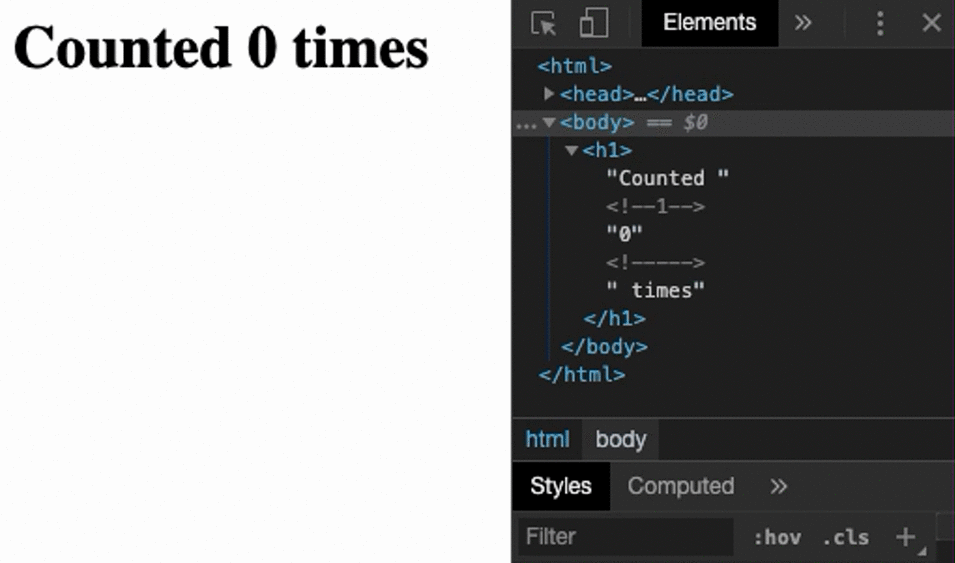 Counted 0 times
Elements »
<html>
<head>…</head>
… <body> == $0
<h1>
"Counted "
<!--1-->
"0"
<!----->
" times"
</h1>
</body>
</html>
html body
Styles Computed »
Filter :hov .cls +